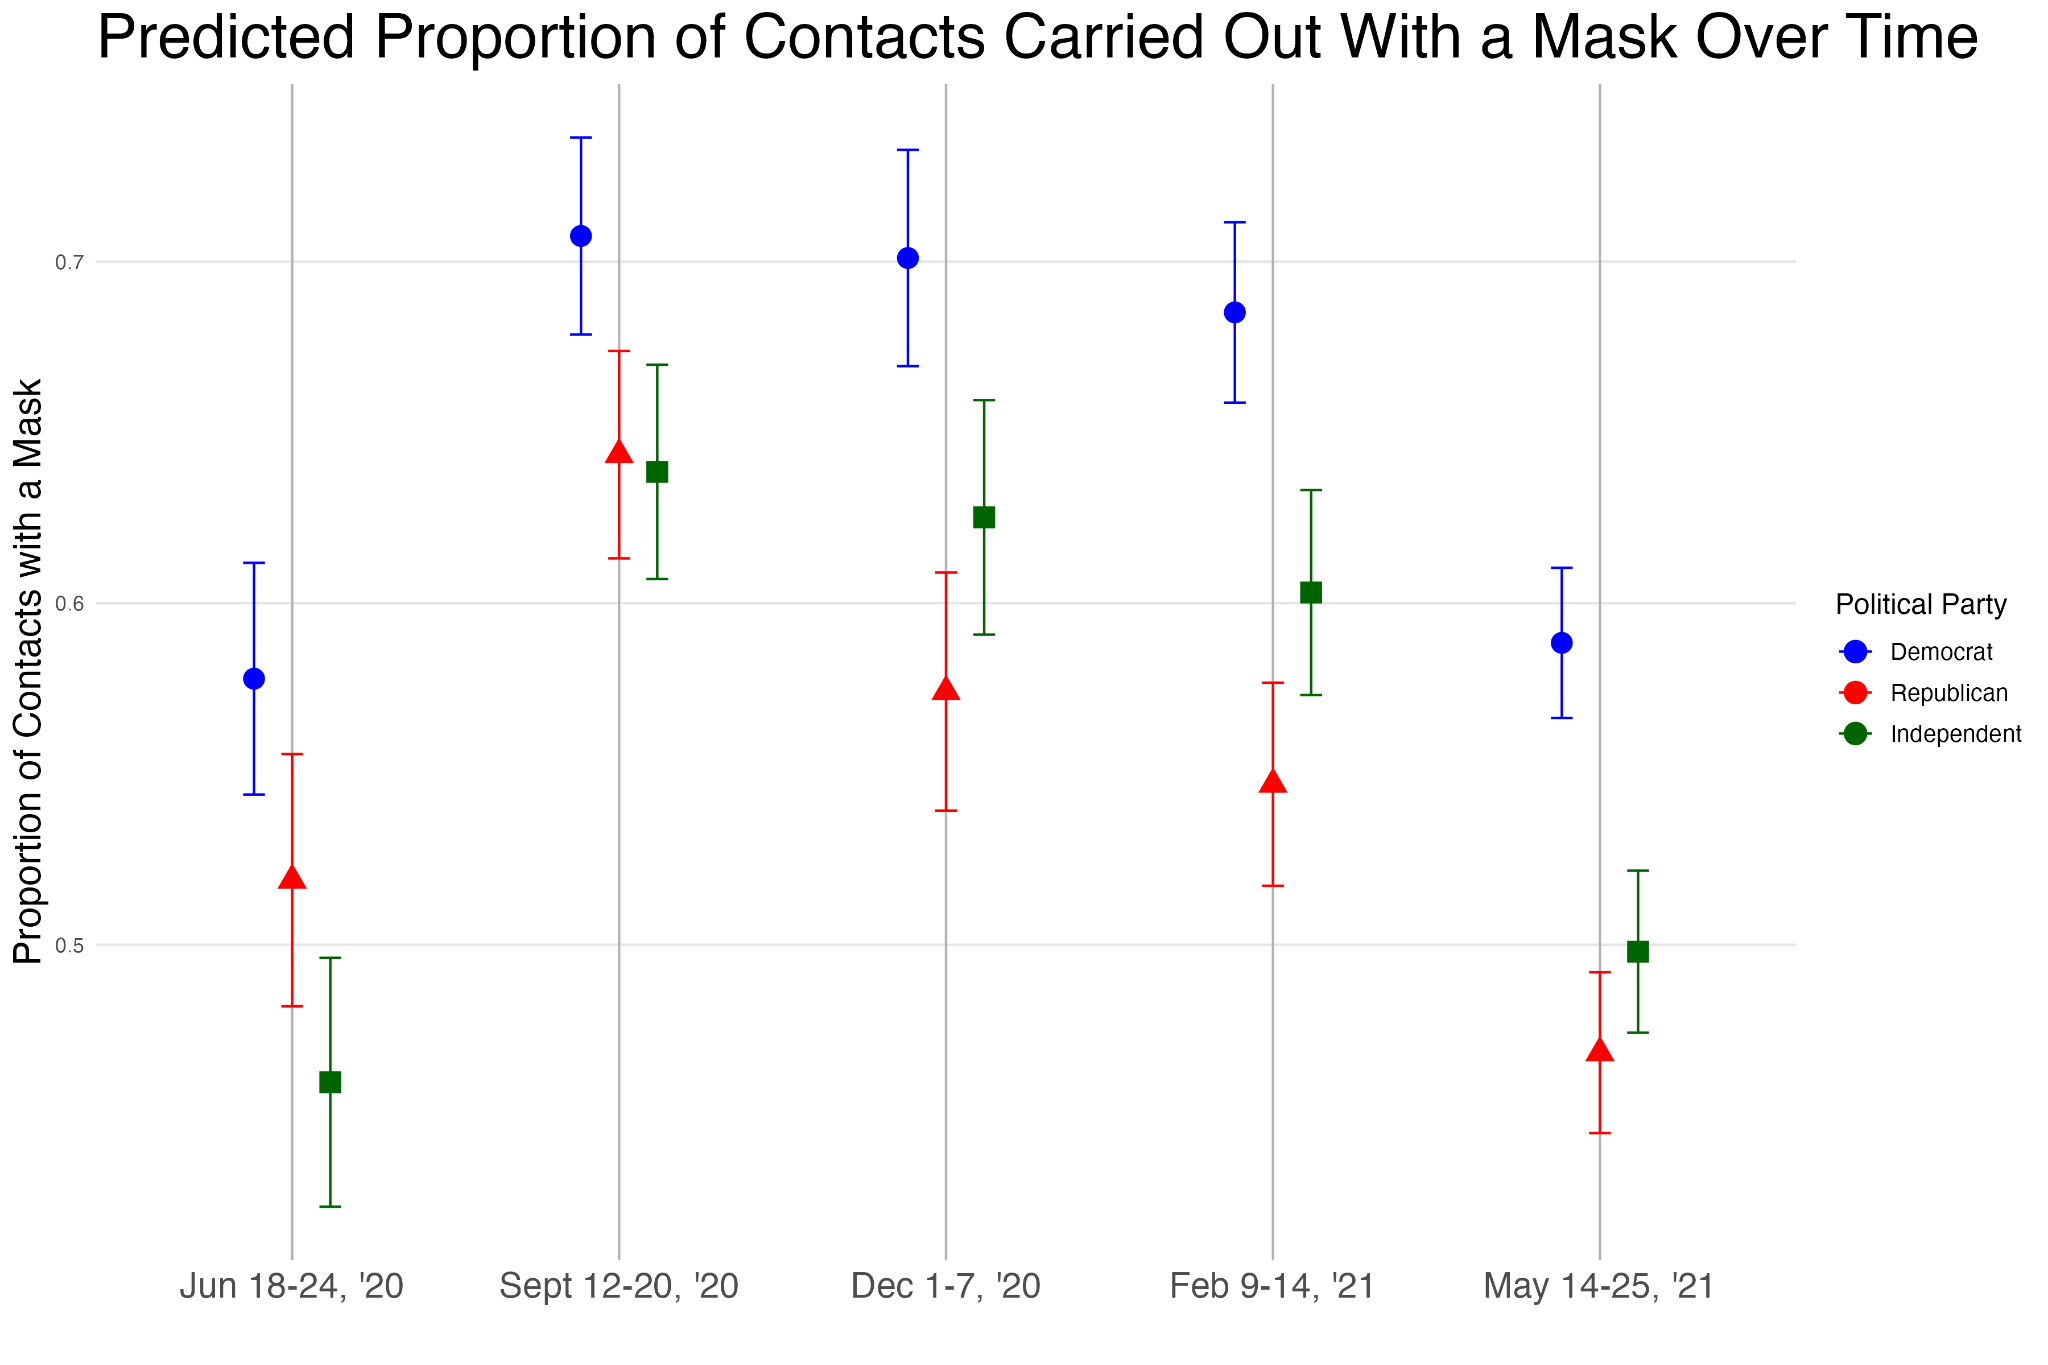 Predicted Proportion of Contacts Carried Out With a Mask Over Time
Proportion of Contacts with a Mask
0.7
0.6
0.5
Jun 18-24, '20
Sept 12-20, '20
Dec 1-7, '20
Feb 9-14, '21
May 14-25, '21
Political Party
Democrat
Republican
Independent